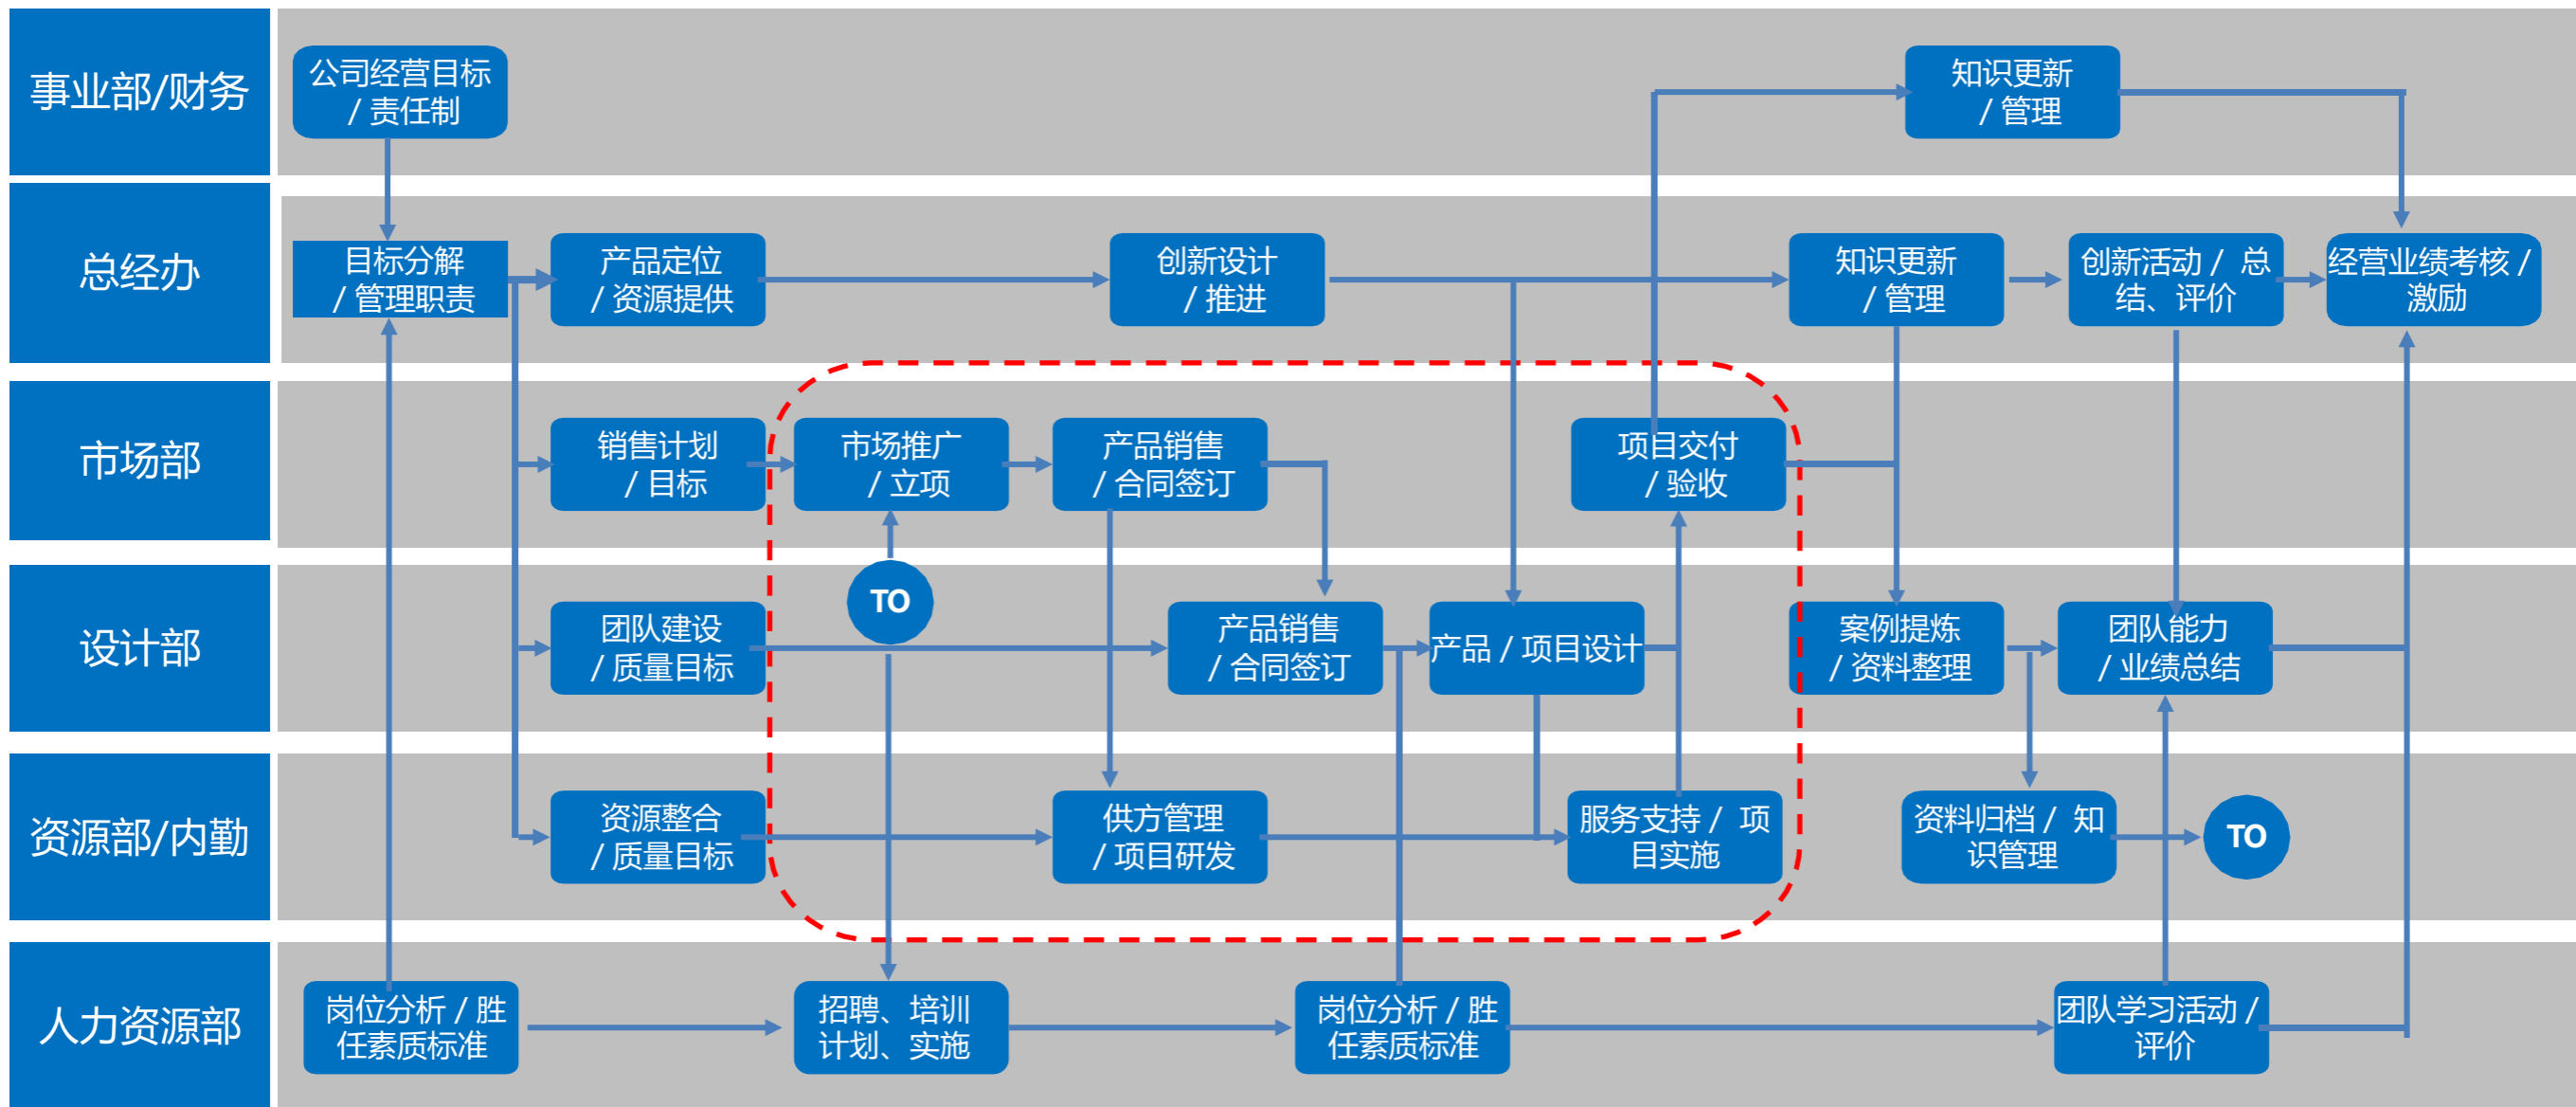 事业部/财务
公司经营目标
/ 责任制
知识更新
/ 管理
总经办
目标分解
/ 管理职责
产品定位
/ 资源提供
创新设计
/ 推进
知识更新
/ 管理
创新活动 / 总
结、评价
经营业绩考核 /
激励
市场部
销售计划
/ 目标
市场推广
/ 立项
产品销售
/ 合同签订
项目交付
/ 验收
设计部
团队建设
/ 质量目标
TO
产品销售
/ 合同签订
产品 / 项目设计
案例提炼
/ 资料整理
团队能力
/ 业绩总结
资源部/内勤
资源整合
/ 质量目标
供方管理
/ 项目研发
服务支持 / 项
目实施
资料归档 / 知
识管理
TO
人力资源部
岗位分析 / 胜
任素质标准
招聘、培训
计划、实施
岗位分析 / 胜
任素质标准
团队学习活动 /
评价